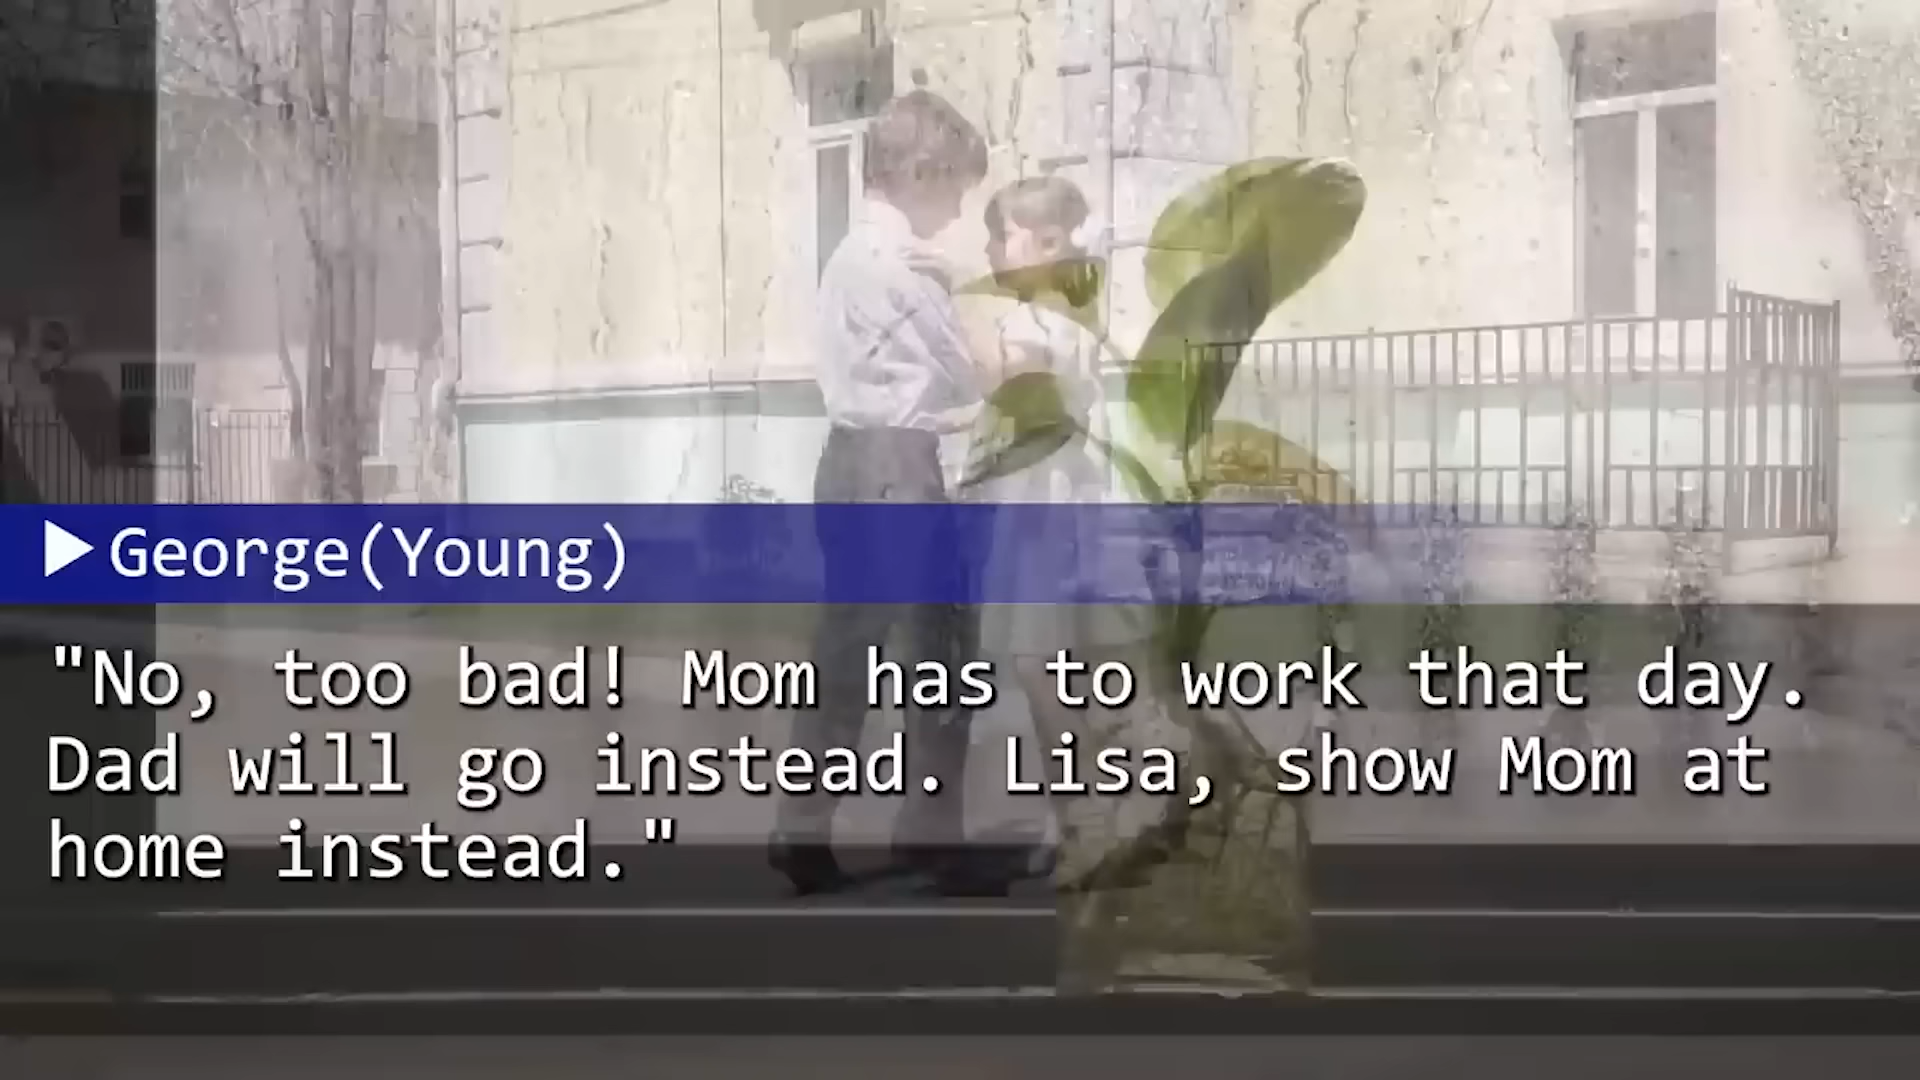 ▶George(Young)
"No, too bad! Mom has to work that day.
Dad will go instead. Lisa, show Mom at
home instead."